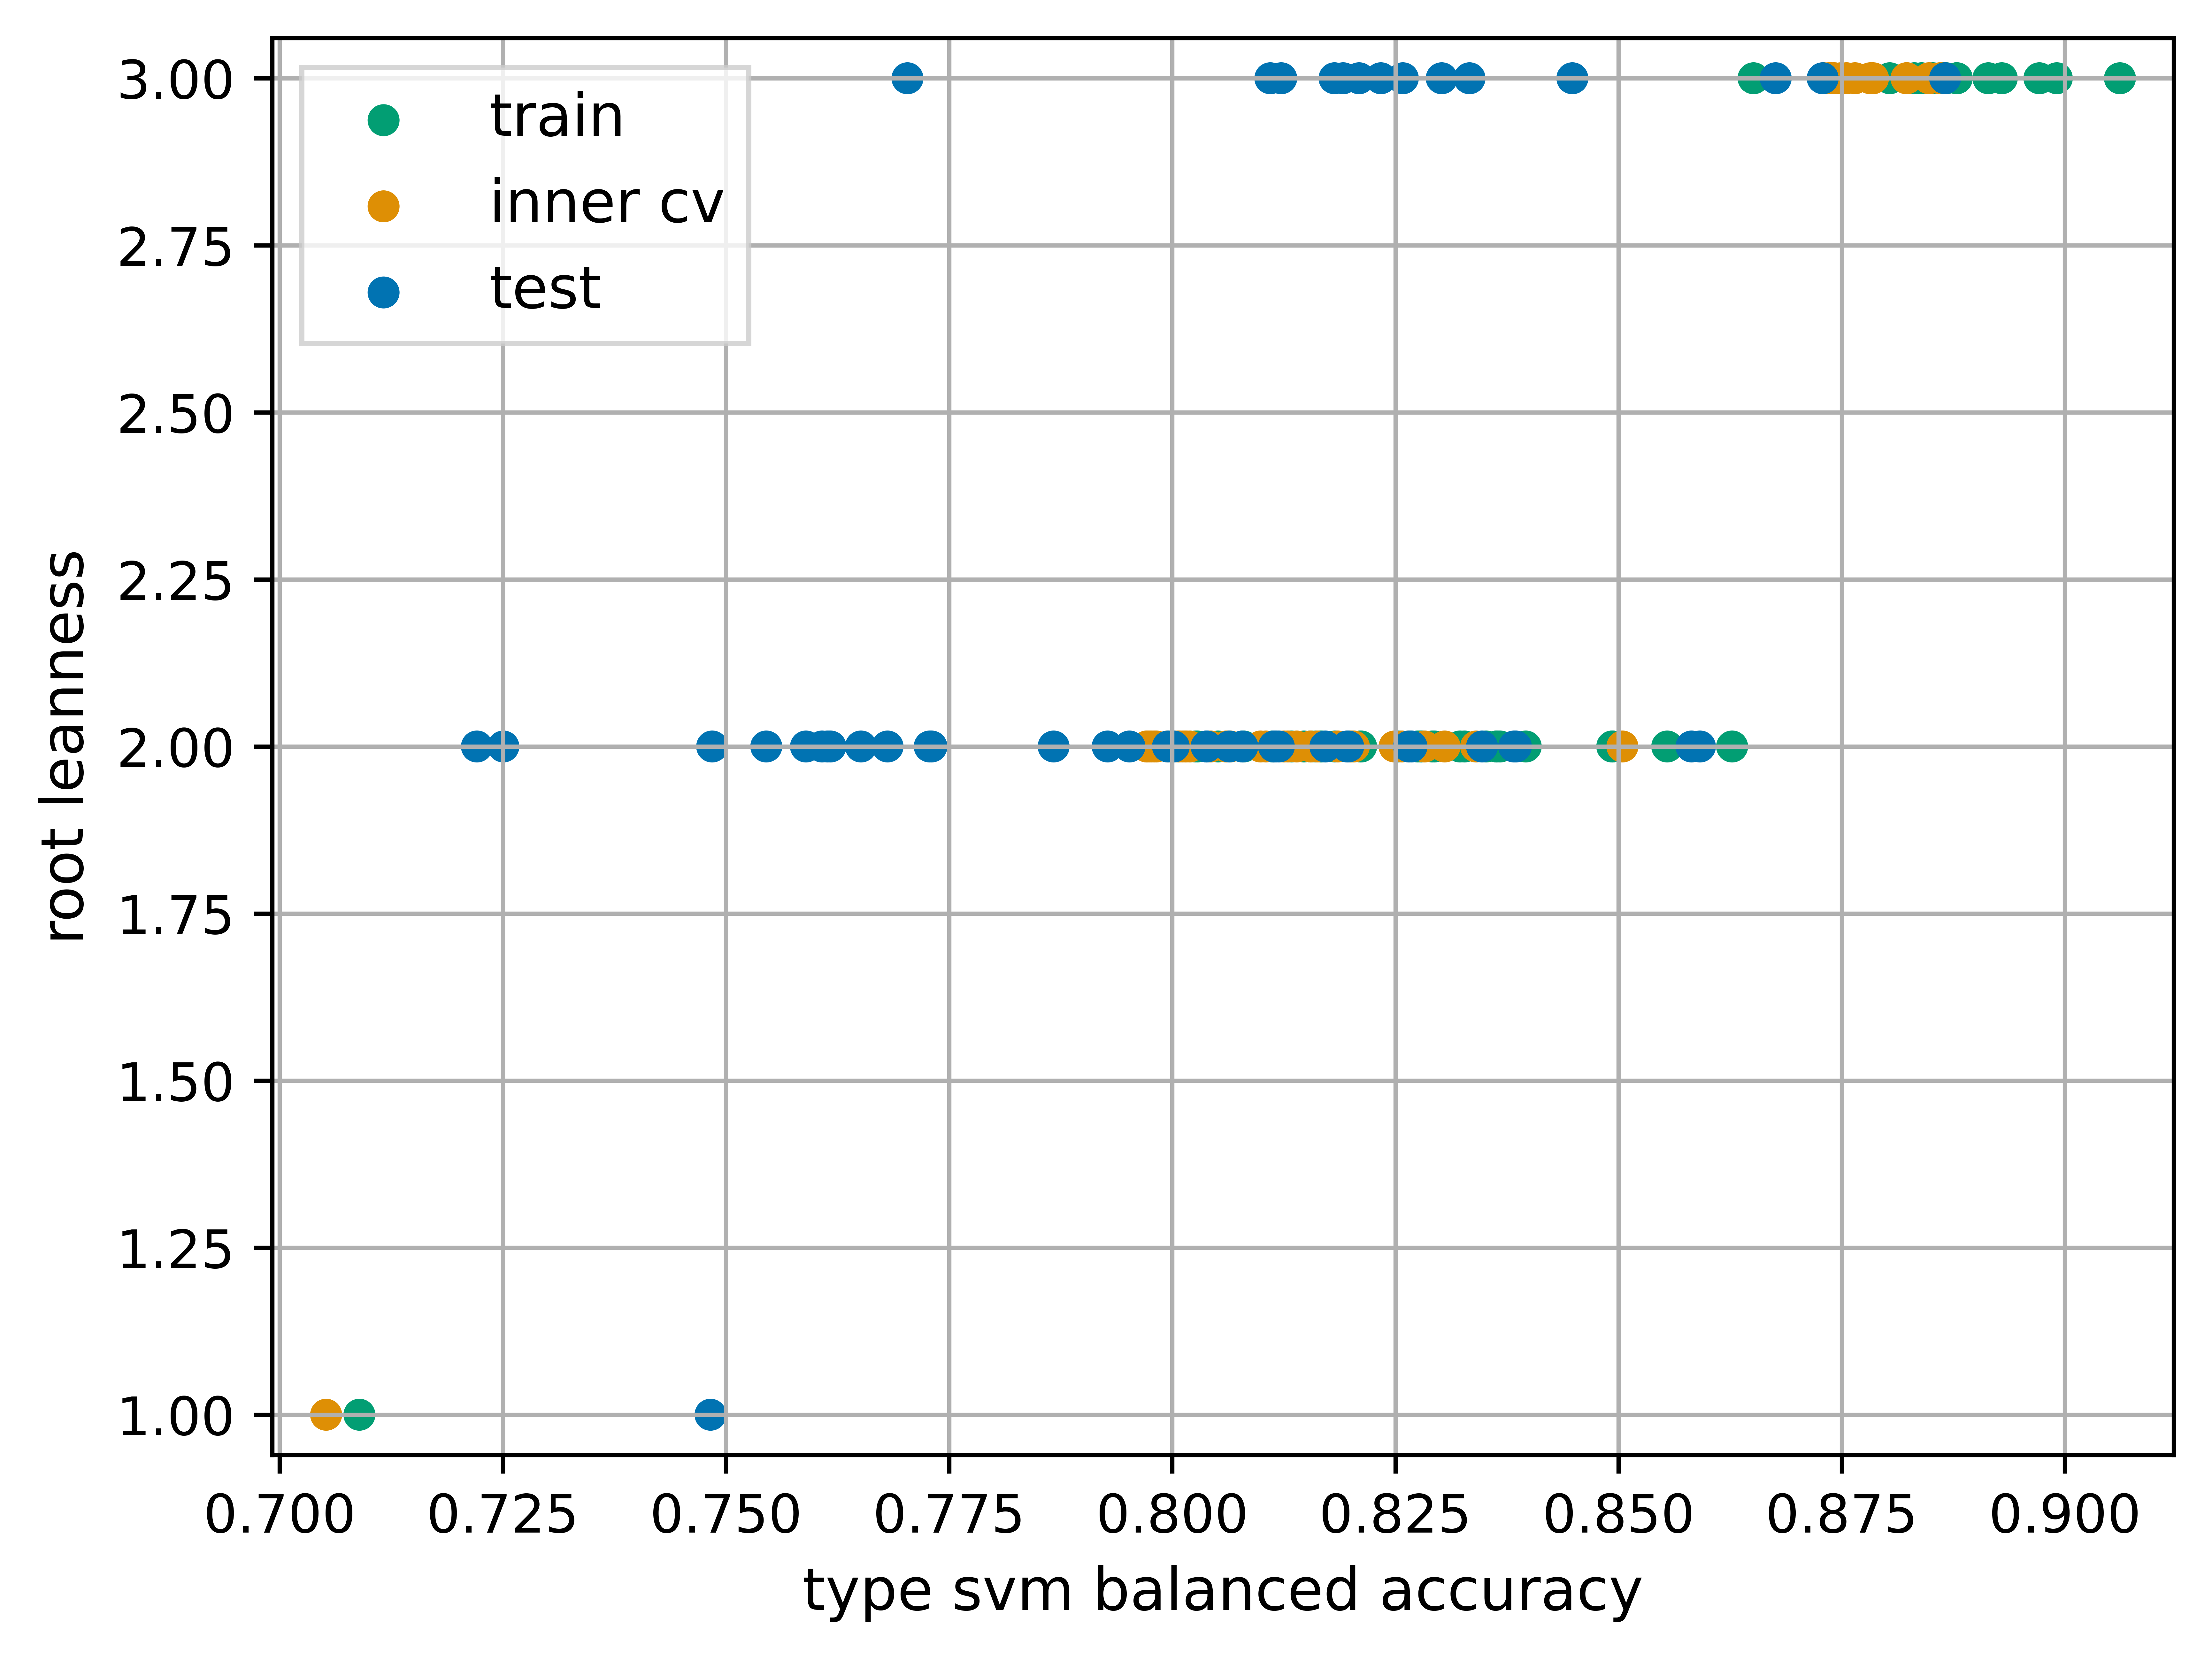 3.00
2.75
2.50
2.25
2.00
1.75
1.50
1.25
1.00
root leanness
train
inner cv
test
0.700 0.725 0.750 0.775 0.800 0.825 0.850 0.875 0.900
type svm balanced accuracy